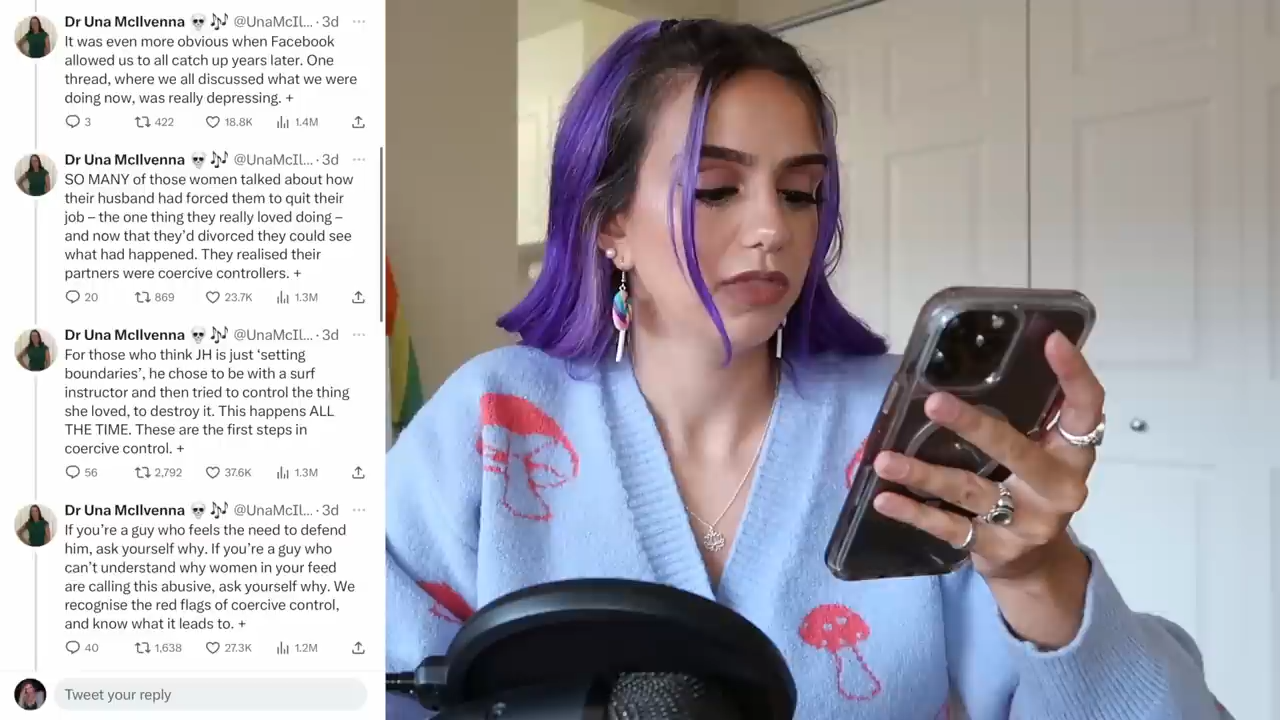 Dr Una McIlvenna 💀🎶 @UnaMcIl... · 3d ···
It was even more obvious when Facebook
allowed us to all catch up years later. One
thread, where we all discussed what we were
doing now, was really depressing. +
3 422 18.8K 1.4M
Dr Una McIlvenna 💀🎶 @UnaMcIl... · 3d ···
SO MANY of those women talked about how
their husband had forced them to quit their
job – the one thing they really loved doing –
and now that they'd divorced they could see
what had happened. They realised their
partners were coercive controllers. +
20 869 23.7K 1.3M
Dr Una McIlvenna 💀🎶 @UnaMcIl... · 3d ···
For those who think JH is just ‘setting
boundaries’, he chose to be with a surf
instructor and then tried to control the thing
she loved, to destroy it. This happens ALL
THE TIME. These are the first steps in
coercive control. +
56 2,792 37.6K 1.3M
Dr Una McIlvenna 💀🎶 @UnaMcIl... · 3d ···
If you’re a guy who feels the need to defend
him, ask yourself why. If you’re a guy who
can’t understand why women in your feed
are calling this abusive, ask yourself why. We
recognise the red flags of coercive control,
and know what it leads to. +
40 1,638 27.3K 1.2M
Tweet your reply